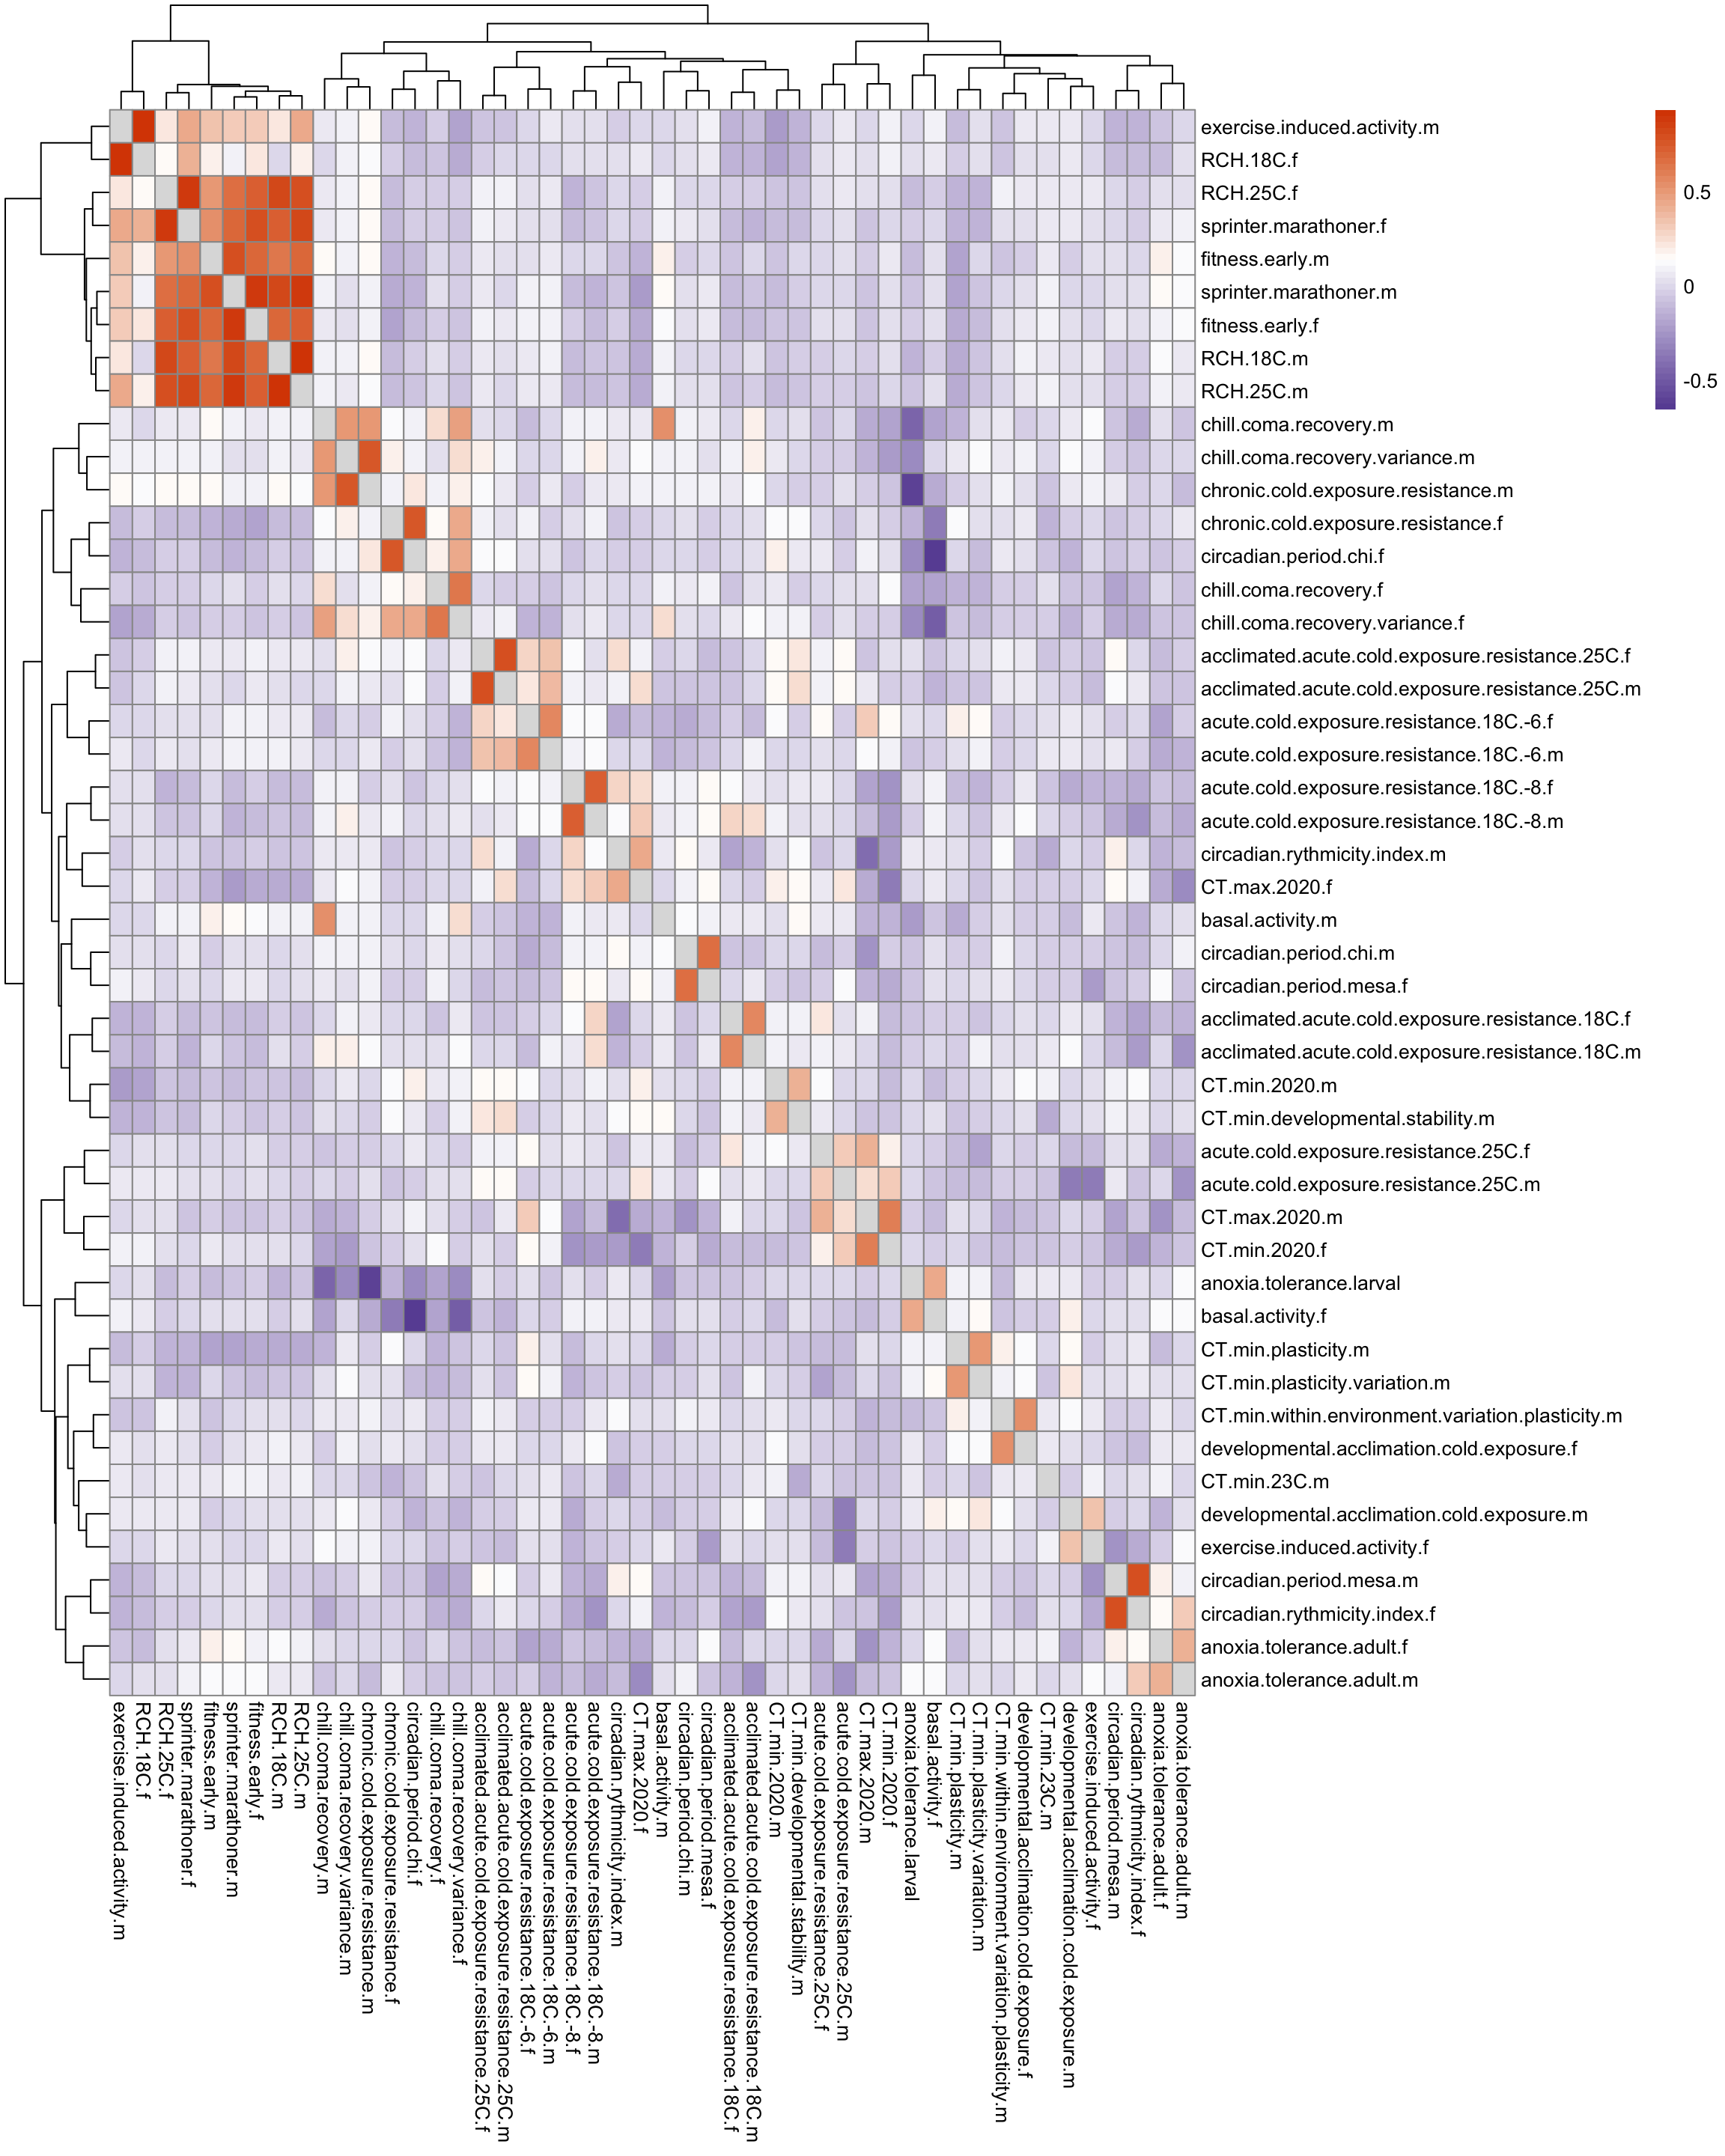 exercise.induced.activity.m
RCH.18C.f
RCH.25C.f
sprinter.marathoner.f
fitness.early.m
sprinter.marathoner.m
fitness.early.f
RCH.18C.m
RCH.25C.m
chill.coma.recovery.m
chill.coma.recovery.variance.m
chronic.cold.exposure.resistance.m
chronic.cold.exposure.resistance.f
circadian.period.chi.f
chill.coma.recovery.f
chill.coma.recovery.variance.f
acclimated.acute.cold.exposure.resistance.25C.f
acclimated.acute.cold.exposure.resistance.25C.m
acute.cold.exposure.resistance.18C.-6.f
acute.cold.exposure.resistance.18C.-6.m
acute.cold.exposure.resistance.18C.-8.f
acute.cold.exposure.resistance.18C.-8.m
circadian.rythmicity.index.m
CT.max.2020.f
basal.activity.m
circadian.period.chi.m
circadian.period.mesa.f
acclimated.acute.cold.exposure.resistance.18C.f
acclimated.acute.cold.exposure.resistance.18C.m
CT.min.2020.m
CT.min.developmental.stability.m
acute.cold.exposure.resistance.25C.f
acute.cold.exposure.resistance.25C.m
CT.max.2020.m
CT.min.2020.f
anoxia.tolerance.larval
basal.activity.f
CT.min.plasticity.m
CT.min.plasticity.variation.m
CT.min.within.environment.variation.plasticity.m
developmental.acclimation.cold.exposure.f
CT.min.23C.m
developmental.acclimation.cold.exposure.m
exercise.induced.activity.f
circadian.period.mesa.m
circadian.rythmicity.index.f
anoxia.tolerance.adult.f
anoxia.tolerance.adult.m
0.5
0
-0.5
exercise.induced.activity.m
RCH.18C.f
RCH.25C.f
sprinter.marathoner.f
fitness.early.m
sprinter.marathoner.m
fitness.early.f
RCH.18C.m
RCH.25C.m
chill.coma.recovery.m
chill.coma.recovery.variance.m
chronic.cold.exposure.resistance.m
chronic.cold.exposure.resistance.f
circadian.period.chi.f
chill.coma.recovery.f
chill.coma.recovery.variance.f
acclimated.acute.cold.exposure.resistance.25C.f
acclimated.acute.cold.exposure.resistance.25C.m
acute.cold.exposure.resistance.18C.-6.f
acute.cold.exposure.resistance.18C.-6.m
acute.cold.exposure.resistance.18C.-8.f
acute.cold.exposure.resistance.18C.-8.m
circadian.rythmicity.index.m
CT.max.2020.f
basal.activity.m
circadian.period.chi.m
circadian.period.mesa.f
acclimated.acute.cold.exposure.resistance.18C.f
acclimated.acute.cold.exposure.resistance.18C.m
CT.min.2020.m
CT.min.developmental.stability.m
acute.cold.exposure.resistance.25C.f
acute.cold.exposure.resistance.25C.m
CT.max.2020.m
CT.min.2020.f
anoxia.tolerance.larval
basal.activity.f
CT.min.plasticity.m
CT.min.plasticity.variation.m
CT.min.within.environment.variation.plasticity.m
developmental.acclimation.cold.exposure.f
CT.min.23C.m
developmental.acclimation.cold.exposure.m
exercise.induced.activity.f
circadian.period.mesa.m
circadian.rythmicity.index.f
anoxia.tolerance.adult.f
anoxia.tolerance.adult.m